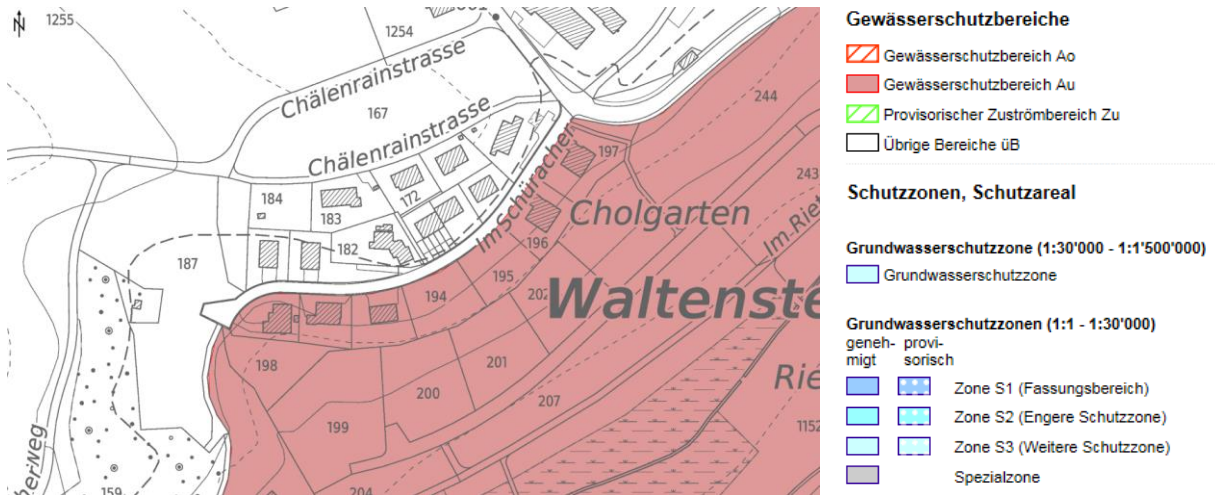 N
1255
1254
Chälenrainstrasse
167
244
Chälenrainstrasse
197
243
184
172
Im Schüracher
183
Cholgarten
Im Riet
182
196
187
195
202
194
Waltenste
198
201
200
Rie
207
199
1152
berweg
159
204
Gewässerschutzbereiche
Gewässerschutzbereich Ao
Gewässerschutzbereich Au
Provisorischer Zuströmbereich Zu
Übrige Bereiche üB
Schutzzonen, Schutzareal
Grundwasserschutzzone (1:30'000 - 1:1'500'000)
Grundwasserschutzzone
Grundwasserschutzzonen (1:1 - 1:30'000)
geneh- provi-
migt sorisch
Zone S1 (Fassungsbereich)
Zone S2 (Engere Schutzzone)
Zone S3 (Weitere Schutzzone)
Spezialzone